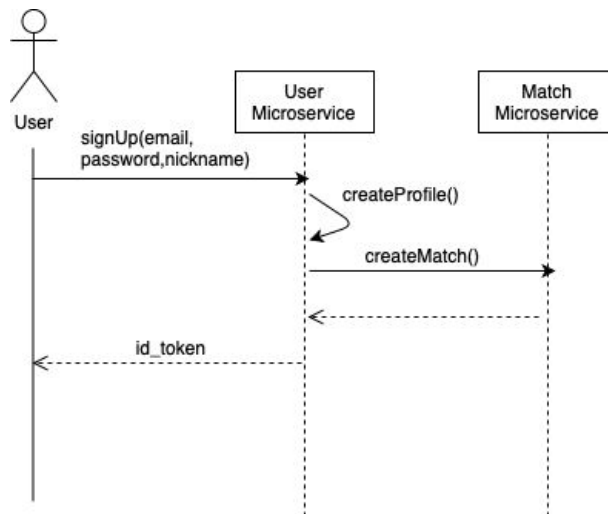 User
User
Microservice
Match
Microservice
signUp(email,
password,nickname)
createProfile()
createMatch()
id_token